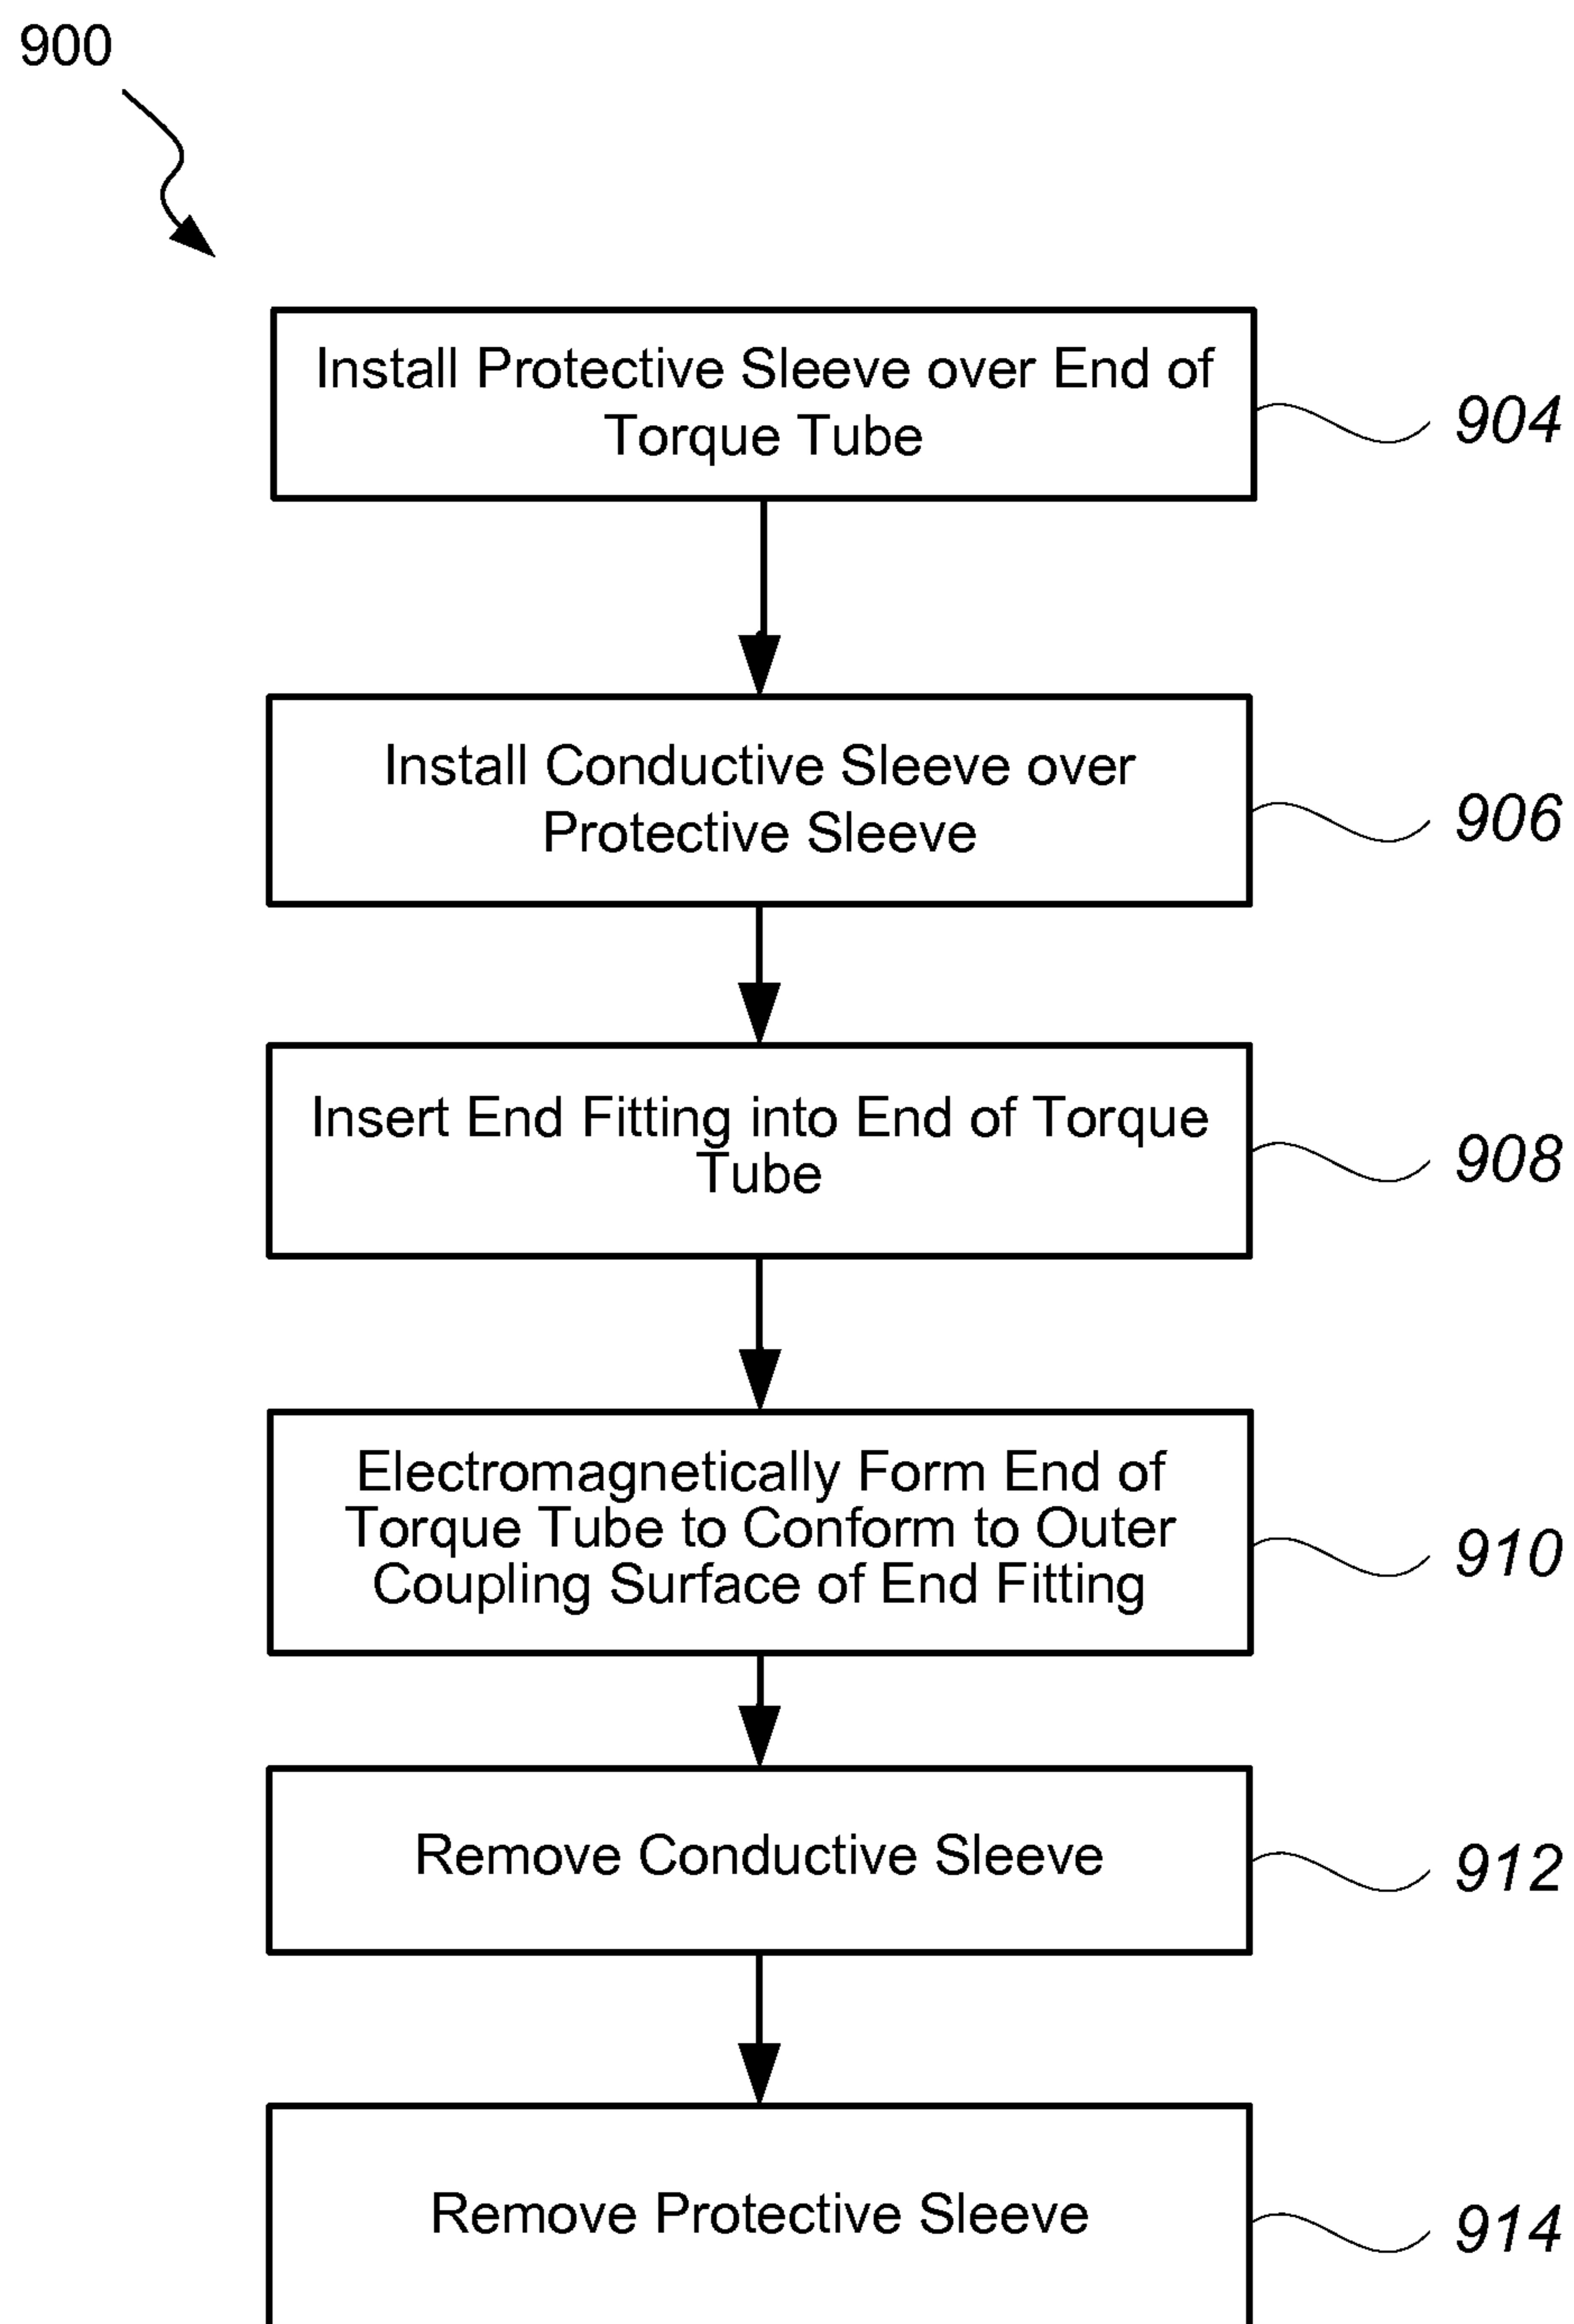 900
Install Protective Sleeve over End of
Torque Tube
904
Install Conductive Sleeve over
Protective Sleeve
906
Insert End Fitting into End of Torque
Tube
908
Electromagnetically Form End of
Torque Tube to Conform to Outer
Coupling Surface of End Fitting
910
Remove Conductive Sleeve
912
Remove Protective Sleeve
914